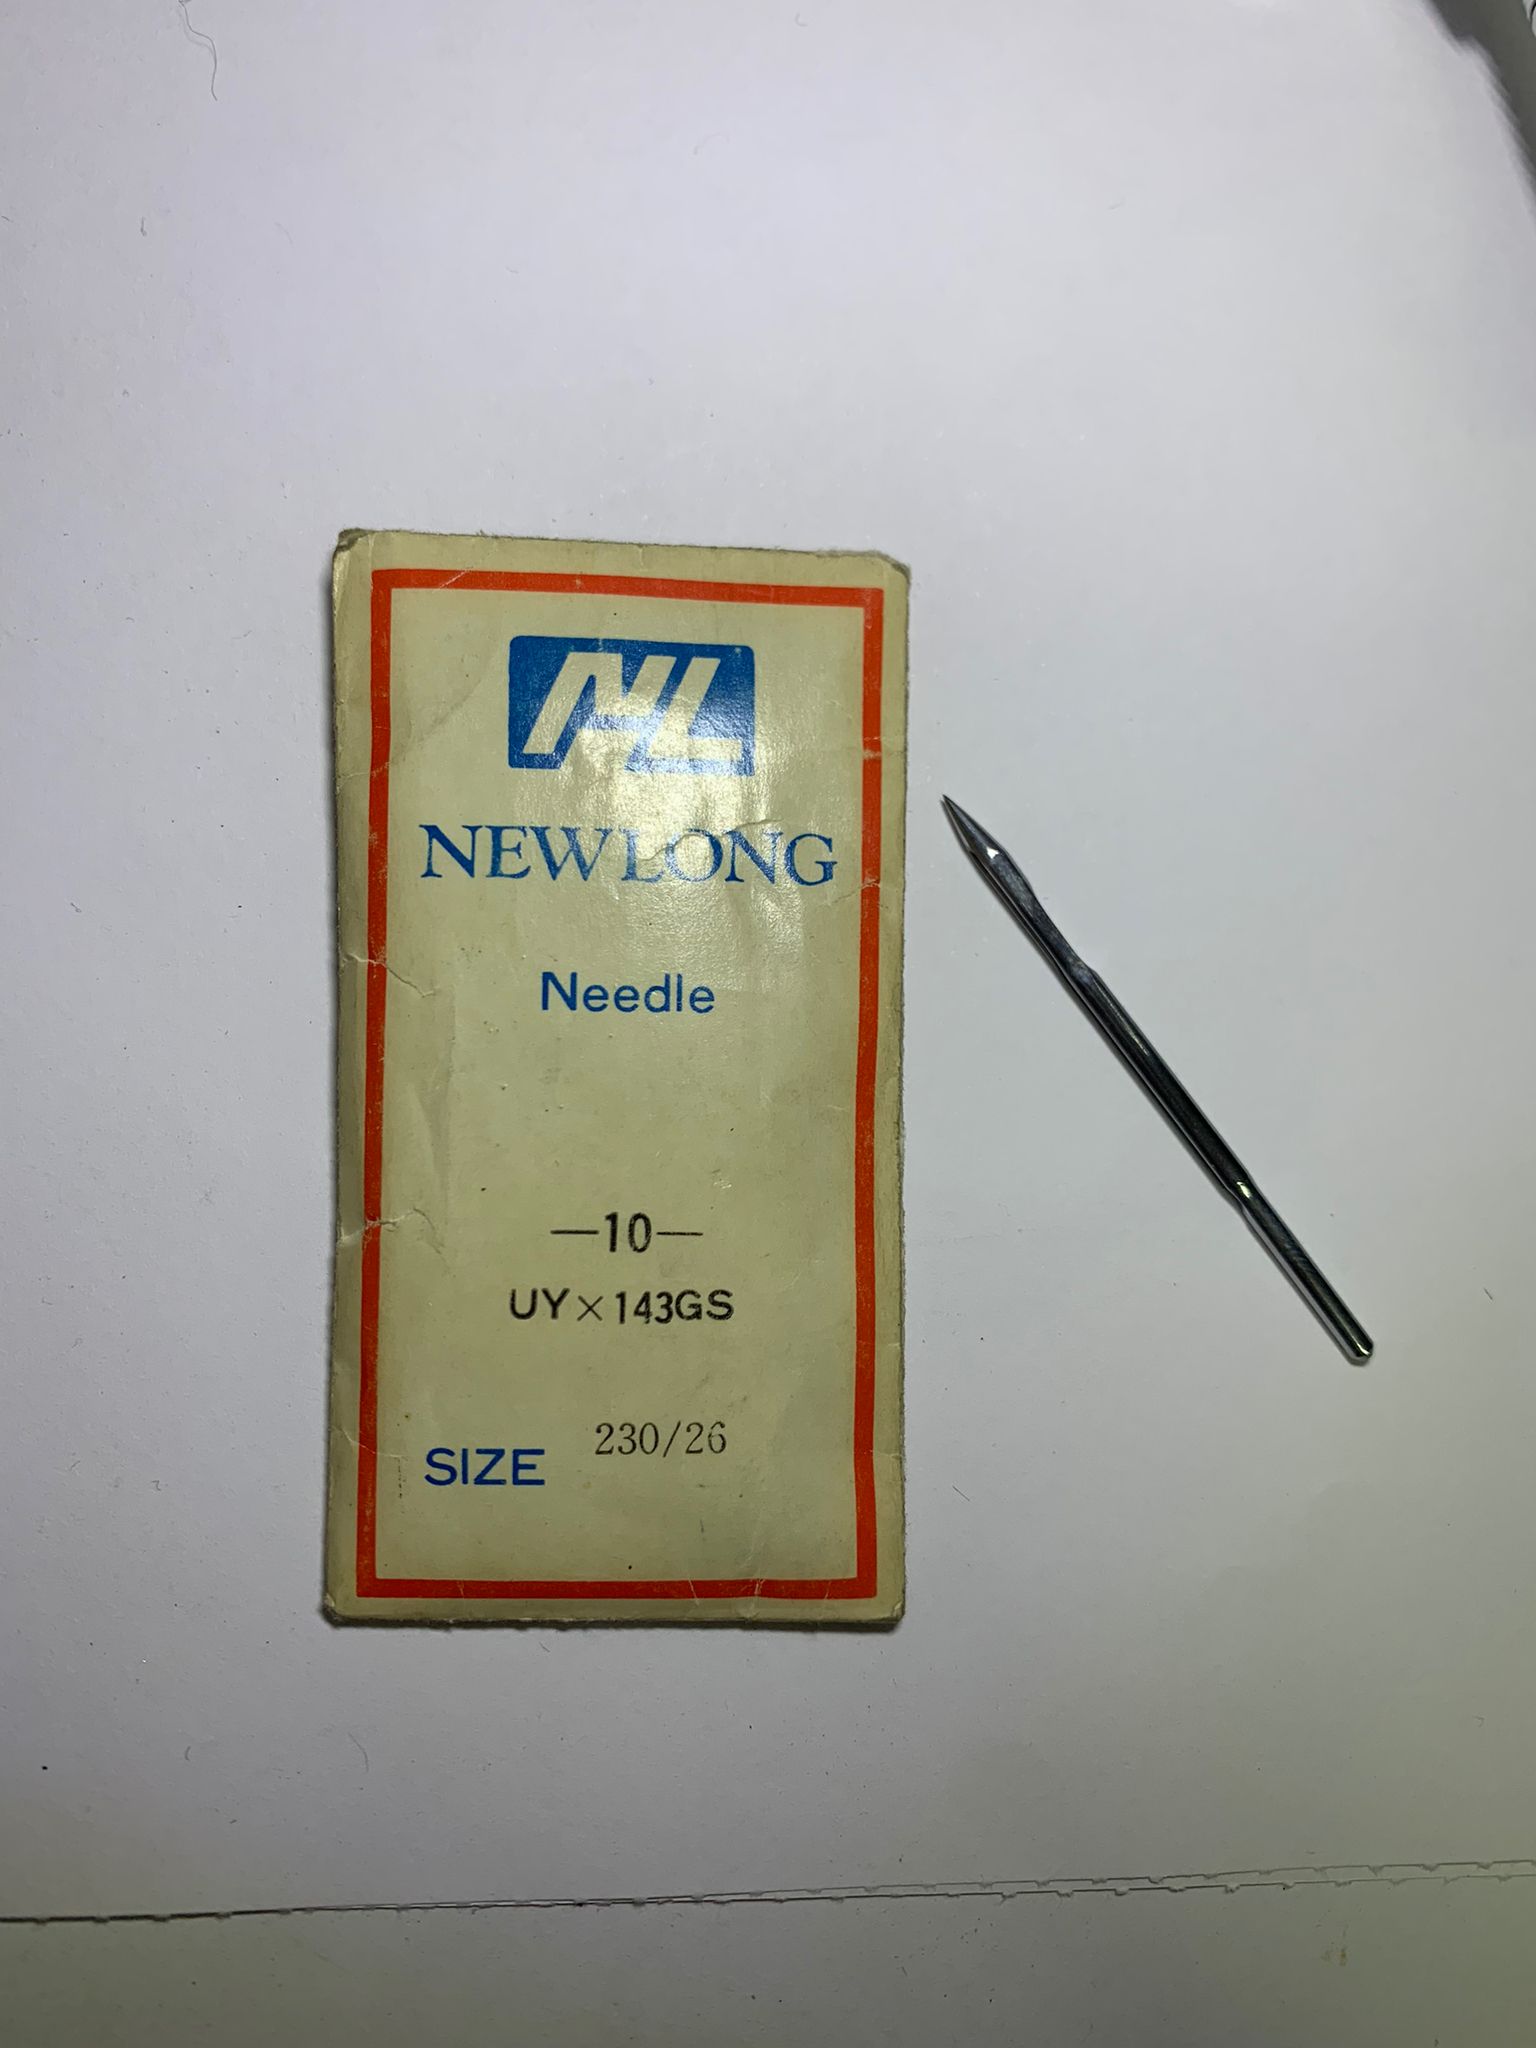 NL
NEWLONG
Needle
—10—
UY×143GS
SIZE 230/26